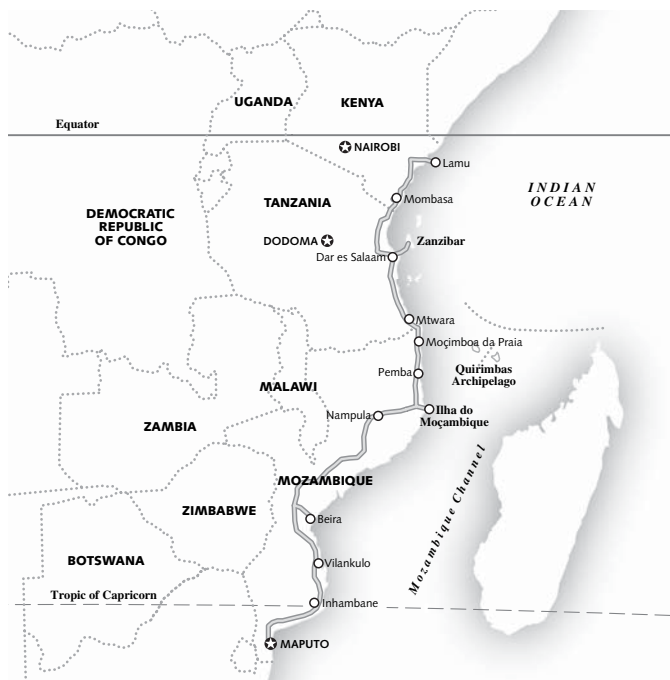 UGANDA
KENYA
Equator
NAIROBI
Lamu
INDIAN
OCEAN
TANZANIA
Mombasa
DEMOCRATIC
REPUBLIC
OF CONGO
DODOMA
Zanzibar
Dar es Salaam
Mtwara
Moçimboa da Praia
Pemba
Quirimbas
Archipelago
MALAWI
Nampula
Ilha do
Moçambique
ZAMBIA
MOZAMBIQUE
Mozambique Channel
ZIMBABWE
Beira
BOTSWANA
Vilankulo
Tropic of Capricorn
Inhambane
MAPUTO